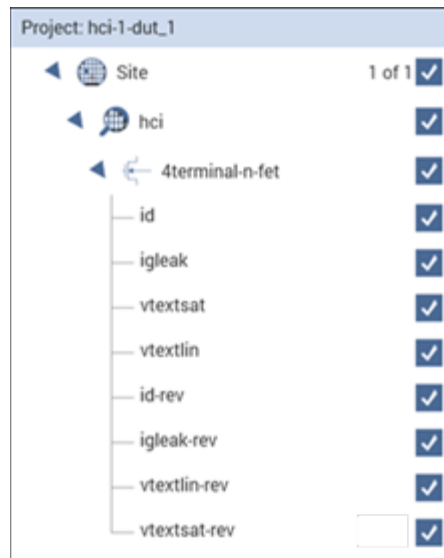 Project: hci-1-dut_1
Site 1 of 1
hci
4terminal-n-fet
id
igleak
vtextsat
vtextlin
id-rev
igleak-rev
vtextlin-rev
vtextsat-rev